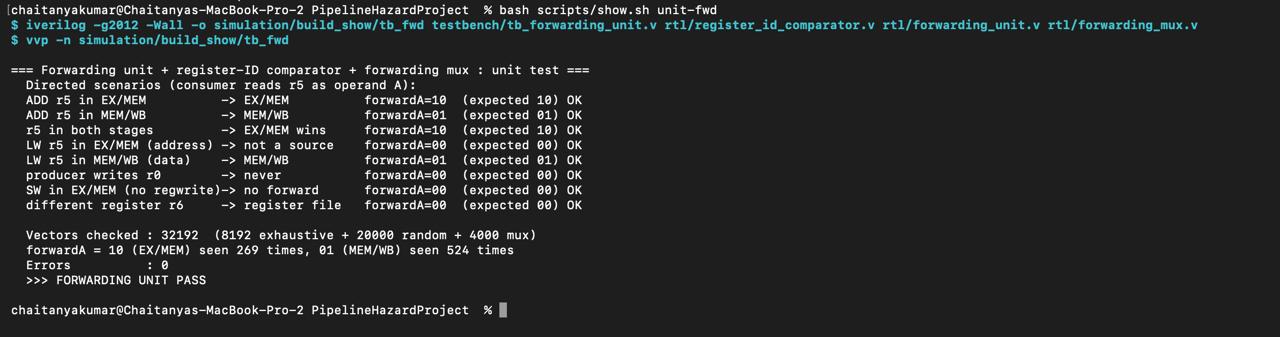 [chaitanyakumar@Chaitanyas-MacBook-Pro-2 PipelineHazardProject % bash scripts/show.sh unit-fwd
$ iverilog -g2012 -Wall -o simulation/build_show/tb_fwd testbench/tb_forwarding_unit.v rtl/register_id_comparator.v rtl/forwarding_unit.v rtl/forwarding_mux.v
$ vvp -n simulation/build_show/tb_fwd
=== Forwarding unit + register-ID comparator + forwarding mux : unit test ===
Directed scenarios (consumer reads r5 as operand A):
ADD r5 in EX/MEM -> EX/MEM forwardA=10 (expected 10) OK
ADD r5 in MEM/WB -> MEM/WB forwardA=01 (expected 01) OK
r5 in both stages -> EX/MEM wins forwardA=10 (expected 10) OK
LW r5 in EX/MEM (address) -> not a source forwardA=00 (expected 00) OK
LW r5 in MEM/WB (data) -> MEM/WB forwardA=01 (expected 01) OK
producer writes r0 -> never forwardA=00 (expected 00) OK
SW in EX/MEM (no regwrite)-> no forward forwardA=00 (expected 00) OK
different register r6 -> register file forwardA=00 (expected 00) OK
Vectors checked : 32192 (8192 exhaustive + 20000 random + 4000 mux)
forwardA = 10 (EX/MEM) seen 269 times, 01 (MEM/WB) seen 524 times
Errors : 0
>>> FORWARDING UNIT PASS
chaitanyakumar@Chaitanyas-MacBook-Pro-2 PipelineHazardProject %